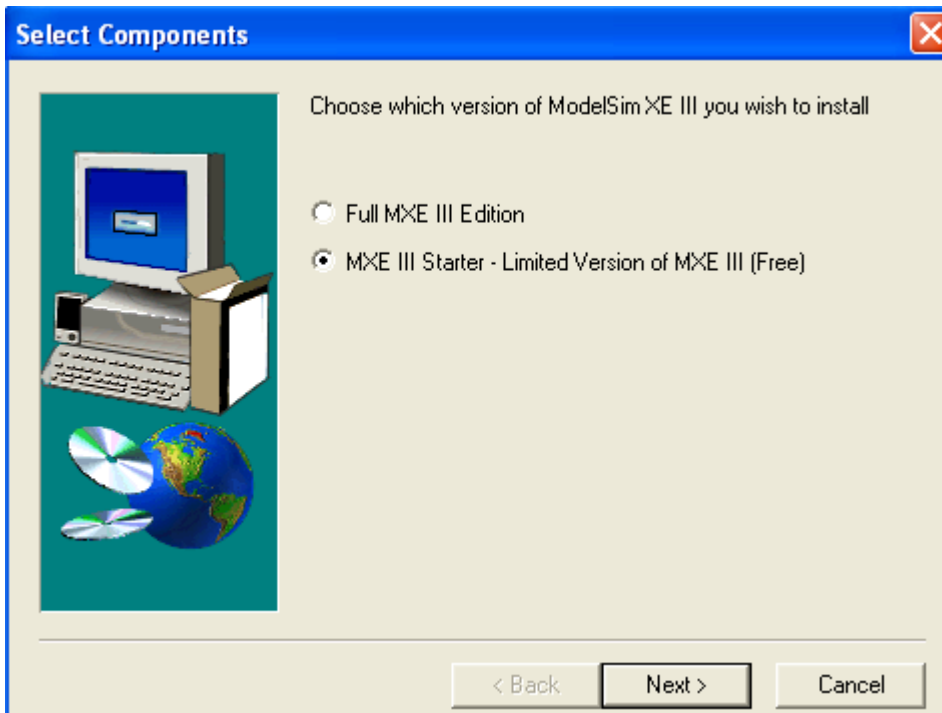 Select Components
Choose which version of ModelSim XE III you wish to install
Full MXE III Edition
MXE III Starter - Limited Version of MXE III (Free)
< Back
Next >
Cancel